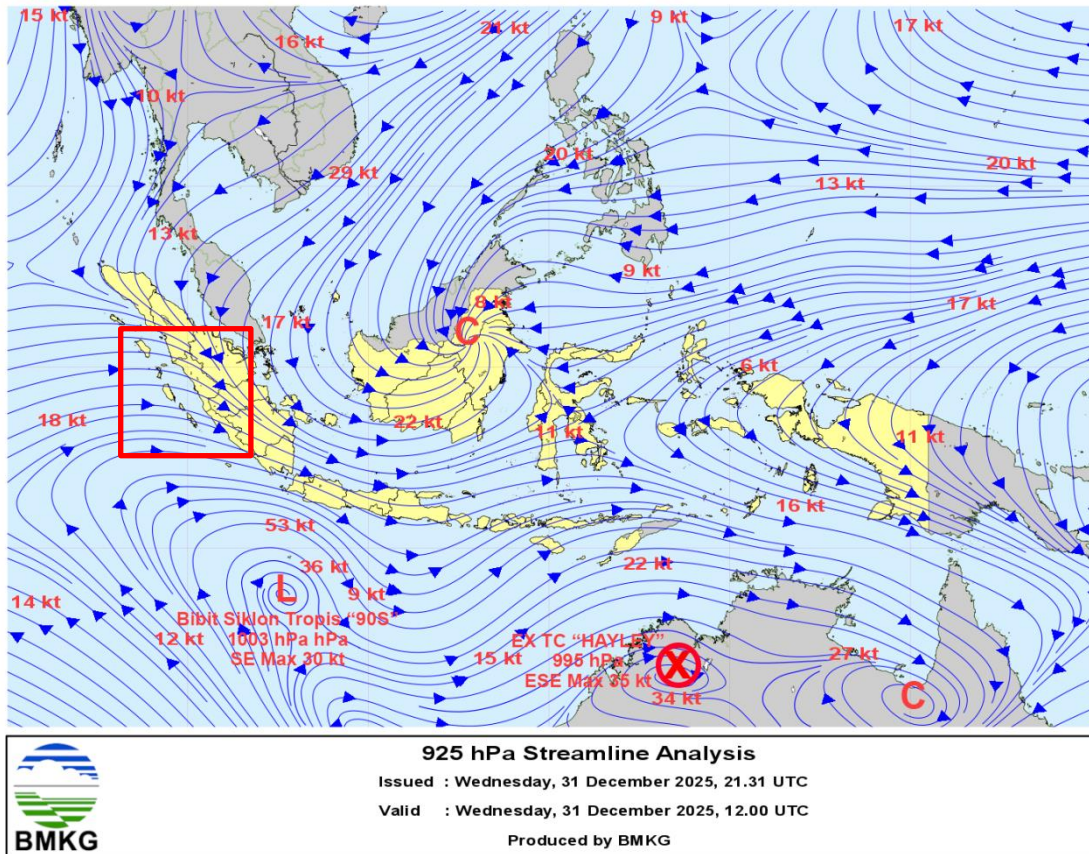 15 kt
9 kt
17 kt
21 kt
16 kt
10 kt
20 kt
20 kt
29 kt
13 kt
13 kt
9 kt
8 kt
17 kt
17 kt
C
6 kt
18 kt
22 kt
11 kt
11 kt
16 kt
53 kt
36 kt
22 kt
L
9 kt
14 kt
Bibit Siklon Tropis “90S”
12 kt
1003 hPa hPa
SE Max 30 kt
EX TC “HAYLEY”
15 kt
995 hPa
X
ESE Max 35 kt
34 kt
27 kt
C
925 hPa Streamline Analysis
Issued : Wednesday, 31 December 2025, 21.31 UTC
Valid : Wednesday, 31 December 2025, 12.00 UTC
Produced by BMKG
BMKG